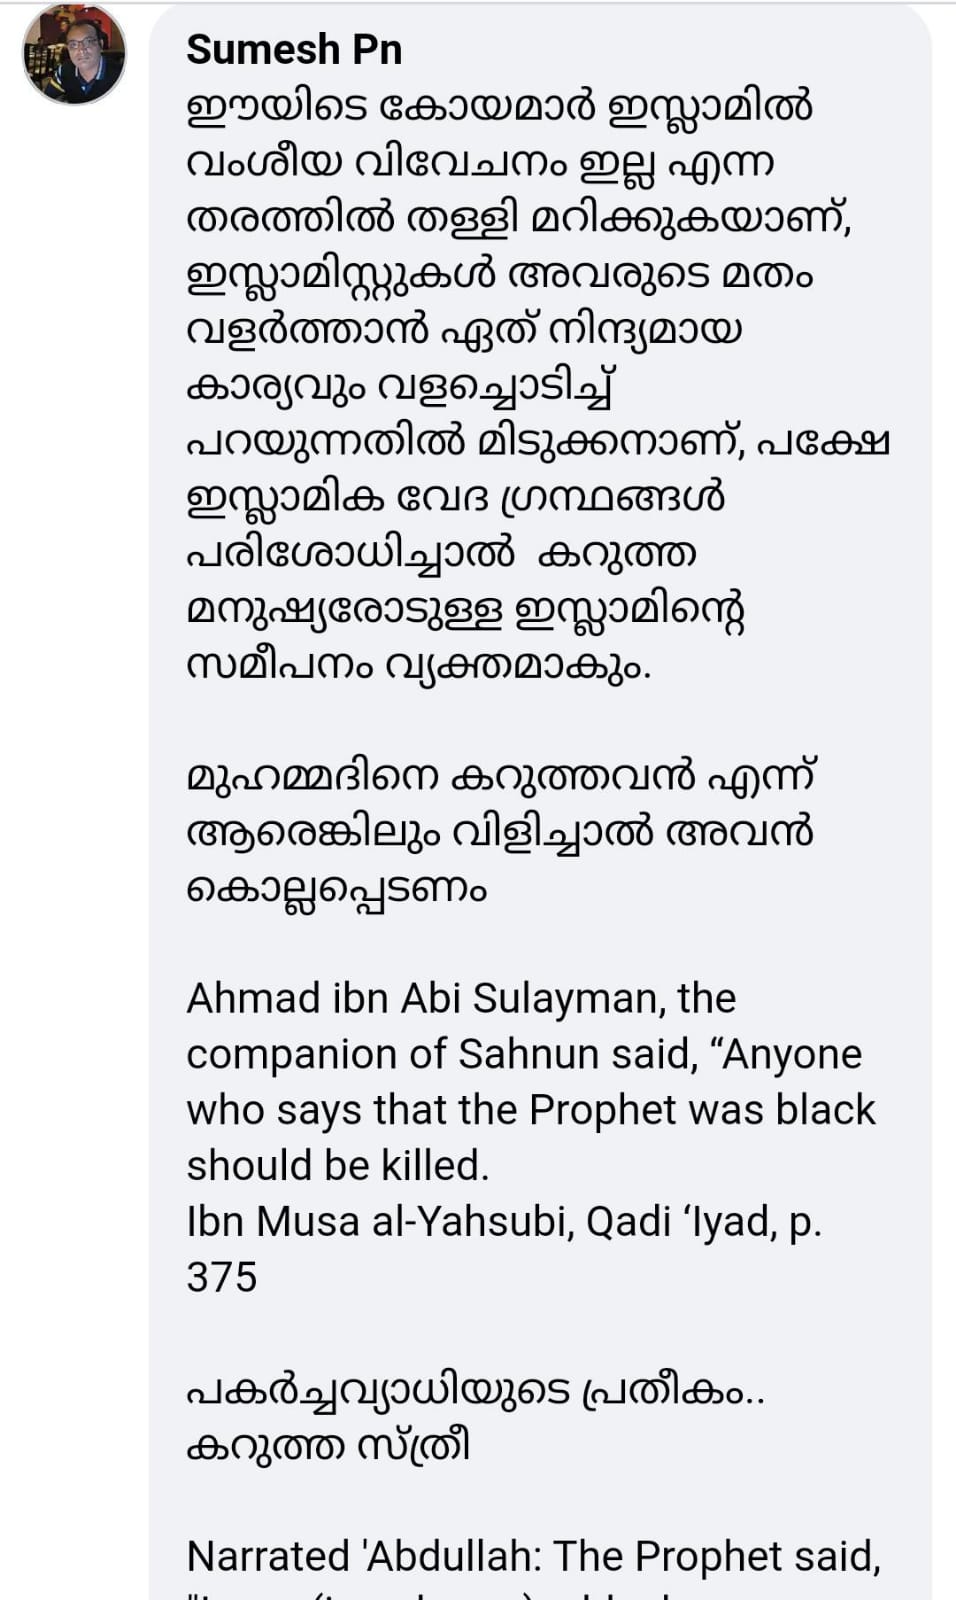 Sumesh Pn
ഈയിടെ കോയമാർ ഇസ്ലാമിൽ
വംശീയ വിവേചനം ഇല്ല എന്ന
തരത്തിൽ തള്ളി മറിക്കുകയാണ്,
ഇസ്ലാമിസ്റ്റുകൾ അവരുടെ മതം
വളർത്താൻ ഏത് നിന്ദ്യമായ
കാര്യവും വളച്ചൊടിച്ച്
പറയുന്നതിൽ മിടുക്കനാണ്, പക്ഷേ
ഇസ്ലാമിക വേദ ഗ്രന്ഥങ്ങൾ
പരിശോധിച്ചാൽ കറുത്ത
മനുഷ്യരോടുള്ള ഇസ്ലാമിന്റെ
സമീപനം വ്യക്തമാകും.
മുഹമ്മദിനെ കറുത്തവൻ എന്ന്
ആരെങ്കിലും വിളിച്ചാൽ അവൻ
കൊല്ലപ്പെടണം
Ahmad ibn Abi Sulayman, the
companion of Sahnun said, “Anyone
who says that the Prophet was black
should be killed.
Ibn Musa al-Yahsubi, Qadi ‘Iyad, p.
375
പകർച്ചവ്യാധിയുടെ പ്രതീകം..
കറുത്ത സ്ത്രീ
Narrated 'Abdullah: The Prophet said,